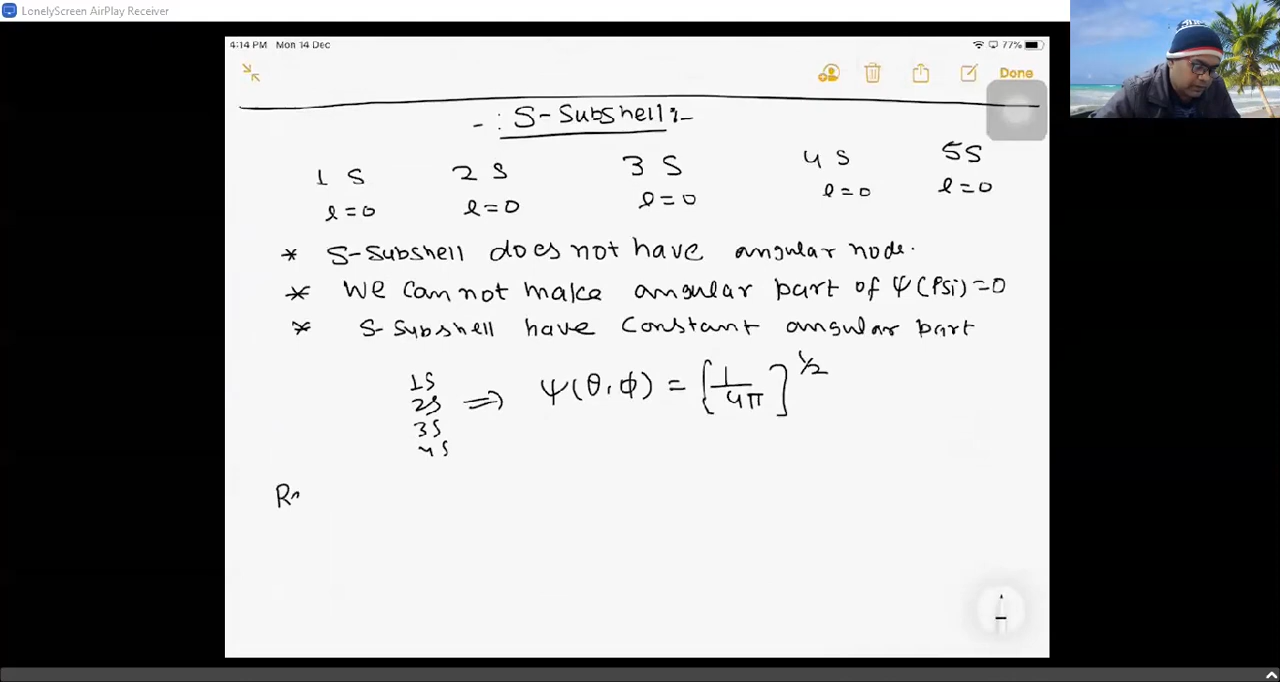 LonelyScreen AirPlay Receiver
4:14 PM Mon 14 Dec 77%
Done
- : S-Subshell :-
1 S 2 S 3 S 4 S 5S
l=0 l=0 l=0 l=0 l=0
* S-Subshell does not have angular node.
* We cannot make angular part of Ψ(Psi)=0
* S-Subshell have Constant angular part
1S
2S => Ψ(θ,ϕ) = [1/4π]^1/2
3S
4S